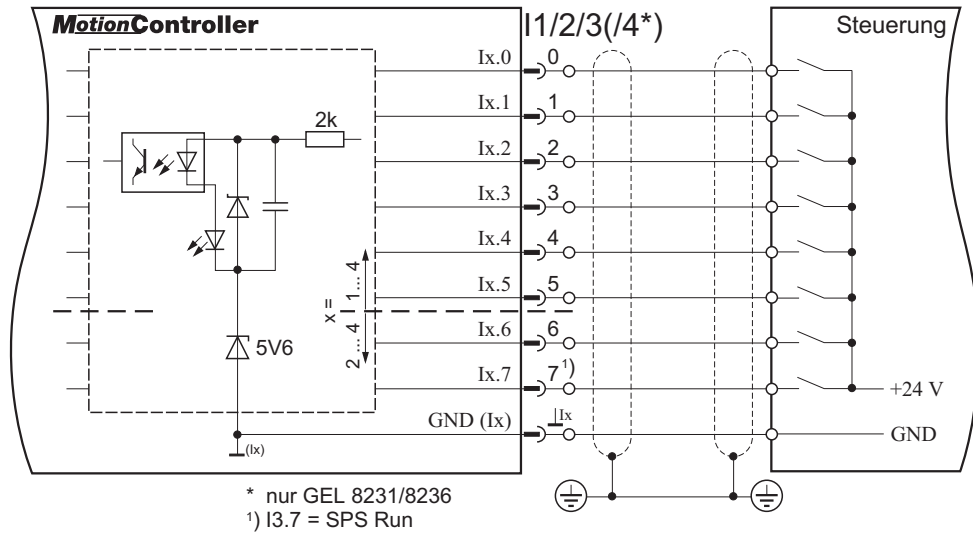 MotionController
I1/2/3(/4*)
Steuerung
Ix.0 0
Ix.1 1
2k
Ix.2 2
Ix.3 3
Ix.4 4
x =
1... 4
2 ... 4
Ix.5 5
Ix.6 6
5V6
Ix.7 7¹)
+24 V
GND (Ix) Ix
GND
(Ix)
* nur GEL 8231/8236
¹) I3.7 = SPS Run